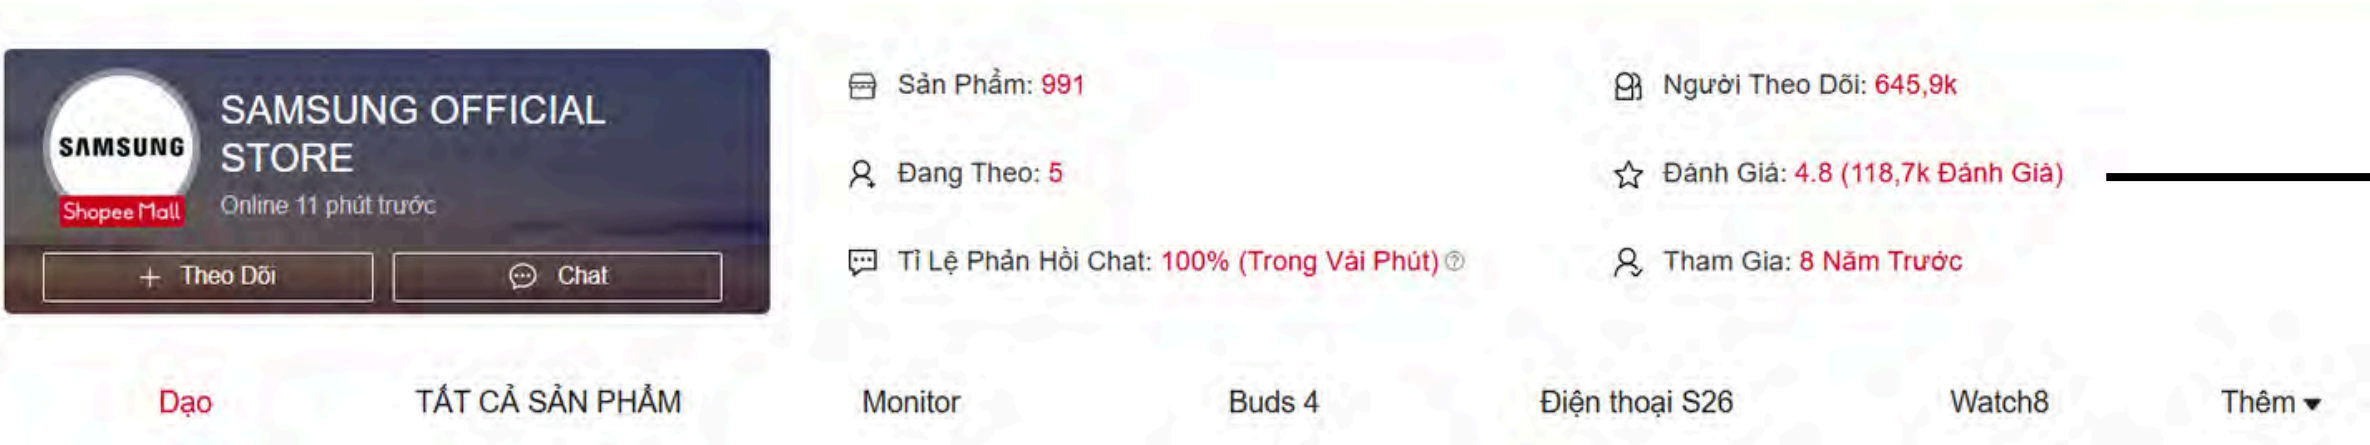 SAMSUNG
Shopee Mall
SAMSUNG OFFICIAL
STORE
Online 11 phút trước
+ Theo Dõi
Chat
Sản Phẩm: 991
Người Theo Dõi: 645,9k
Đang Theo: 5
Đánh Giá: 4.8 (118,7k Đánh Giá)
Tỉ Lệ Phản Hồi Chat: 100% (Trong Vài Phút)
Tham Gia: 8 Năm Trước
Dạo
TẤT CẢ SẢN PHẨM
Monitor
Buds 4
Điện thoại S26
Watch8
Thêm